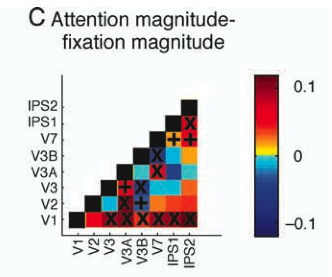 C Attention magnitude-
fixation magnitude
IPS2
IPS1
V7
V3B
V3A
V3
V2
V1
V1
V2
V3
V3A
V3B
V7
IPS1
IPS2
0.1
0
–0.1
X
+ +
X
X
+ X
X +
X X X X X X